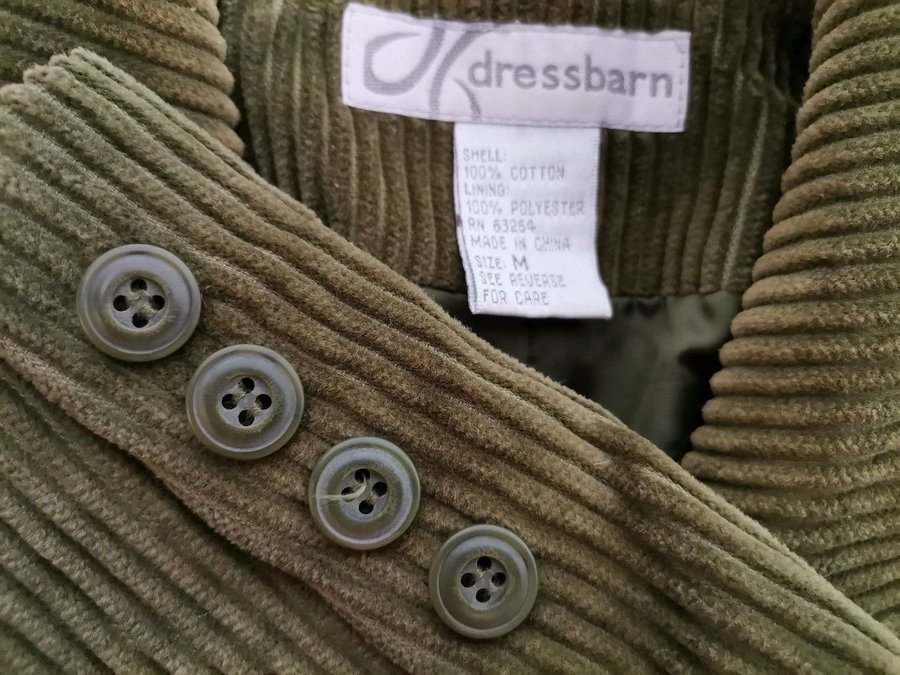 dressbarn
SHELL:
100% COTTON
LINING:
100% POLYESTER
RN 63264
MADE IN CHINA
SIZE: M
SEE REVERSE
FOR CARE